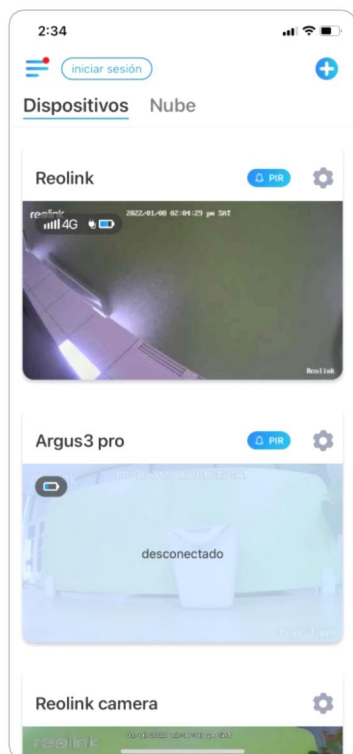 2:34
iniciar sesión
Dispositivos Nube
Reolink PIR
reolink 2022/01/08 02:04:29 pm SAT
4G
Reolink
Argus3 pro PIR
desconectado
Reolink camera
reolink